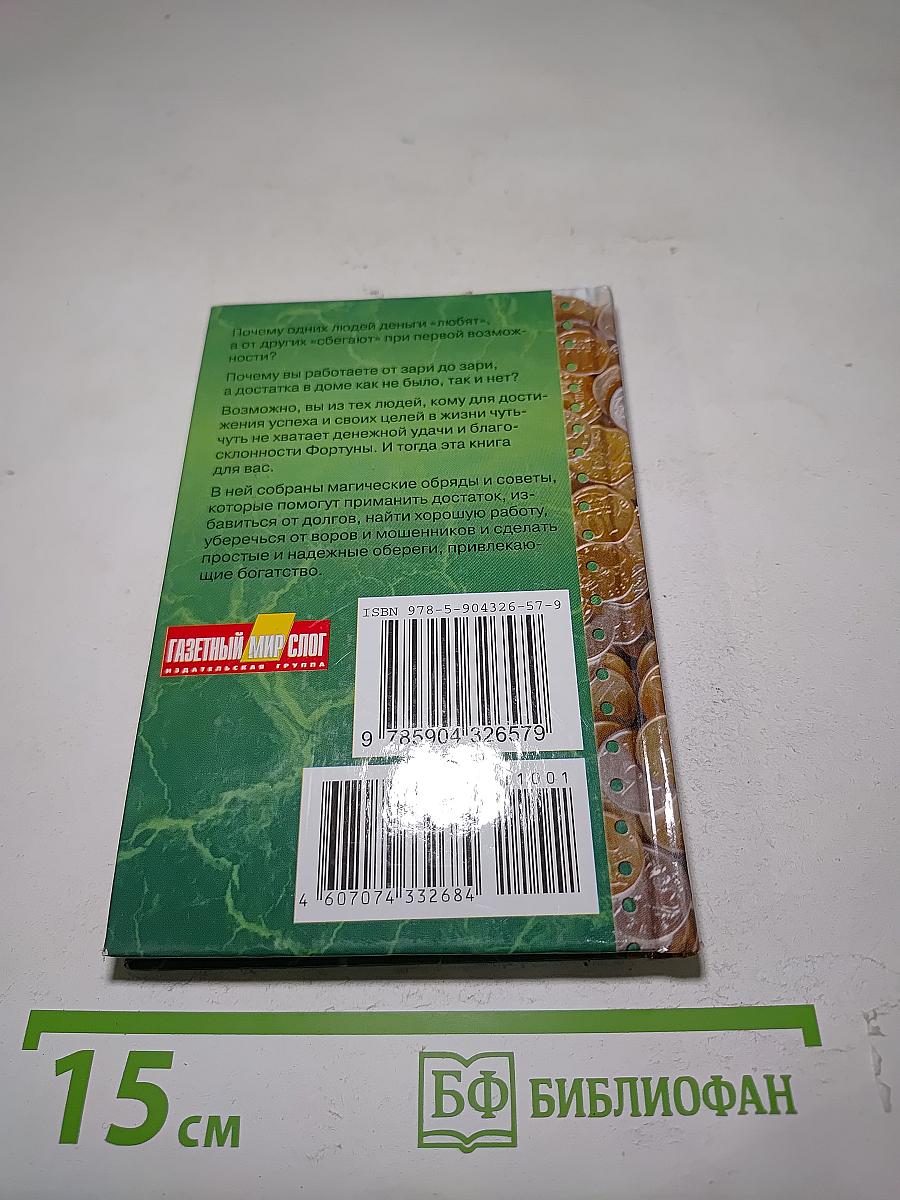 Почему одних людей деньги «любят»,
а от других «сбегают» при первой возмож-
ности?
Почему вы работаете от зари до зари,
а достатка в доме как не было, так и нет?
Возможно, вы из тех людей, кому для дости-
жения успеха и своих целей в жизни чуть-
чуть не хватает денежной удачи и благо-
склонности Фортуны. И тогда эта книга
для вас.
В ней собраны магические обряды и советы,
которые помогут приманить достаток, из-
бавиться от долгов, найти хорошую работу,
уберечься от воров и мошенников и сделать
простые и надежные обереги, привлекаю-
щие богатство.
ISBN 978-5-904326-57-9
ГАЗЕТНЫЙ МИР СЛОГ
ИЗДАТЕЛЬСКАЯ ГРУППА
9 785904 326579
1001
4 607074 332684
15 см
БФ БИБЛИОФАН